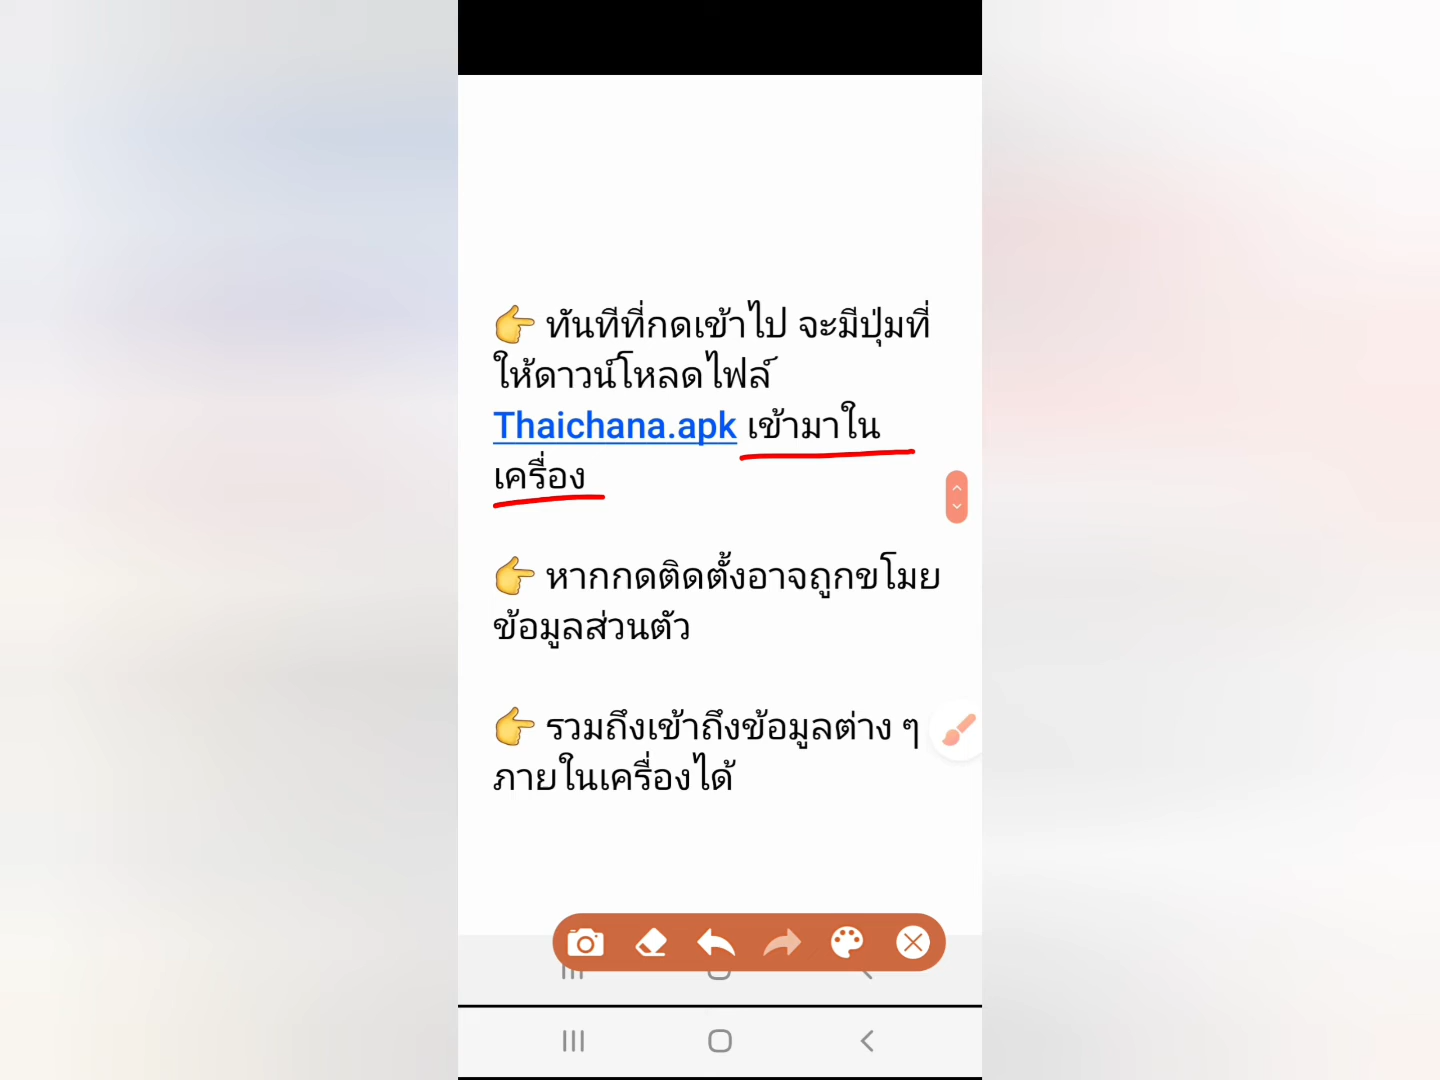 👉 ทันทีที่กดเข้าไป จะมีปุ่มที่
ให้ดาวน์โหลดไฟล์
Thaichana.apk เข้ามาใน
เครื่อง
👉 หากกดติดตั้งอาจถูกขโมย
ข้อมูลส่วนตัว
👉 รวมถึงเข้าถึงข้อมูลต่าง ๆ
ภายในเครื่องได้